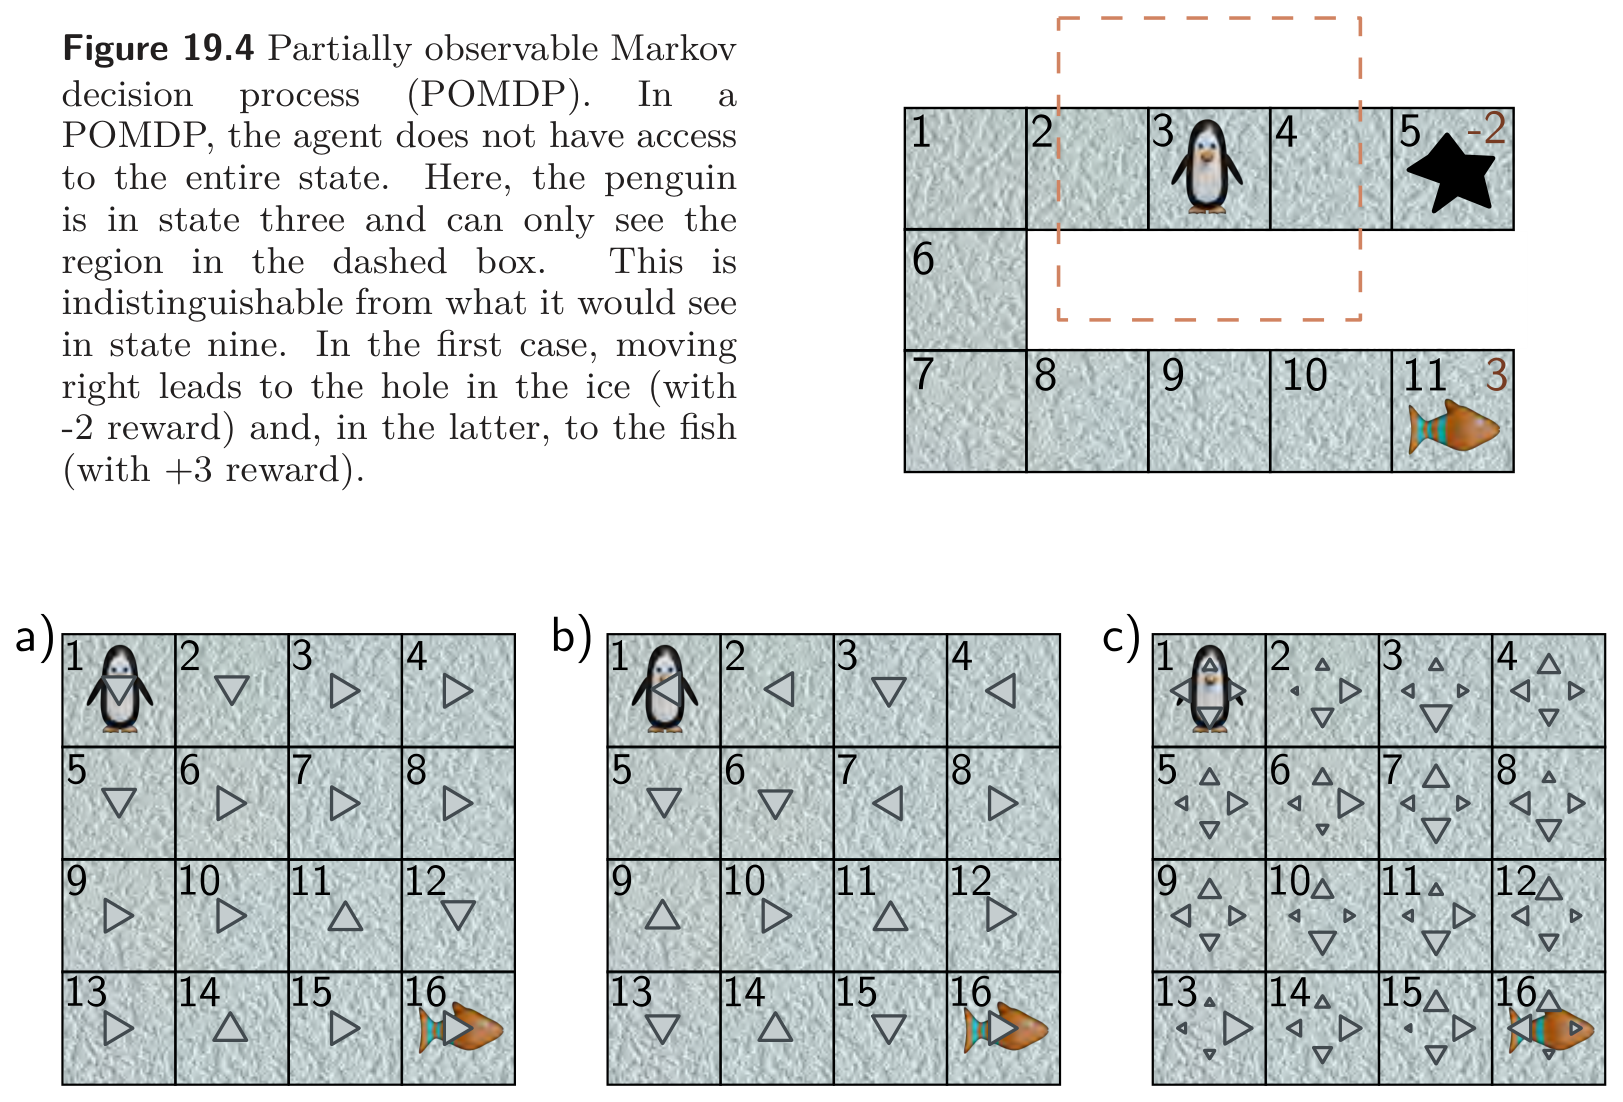 Figure 19.4 Partially observable Markov
decision process (POMDP). In a
POMDP, the agent does not have access
to the entire state. Here, the penguin
is in state three and can only see the
region in the dashed box. This is
indistinguishable from what it would see
in state nine. In the first case, moving
right leads to the hole in the ice (with
-2 reward) and, in the latter, to the fish
(with +3 reward).
1 2 3 4 5 -2
6
7 8 9 10 11 3
a)
1 2 3 4
5 6 7 8
9 10 11 12
13 14 15 16
b)
1 2 3 4
5 6 7 8
9 10 11 12
13 14 15 16
c)
1 2 3 4
5 6 7 8
9 10 11 12
13 14 15 16